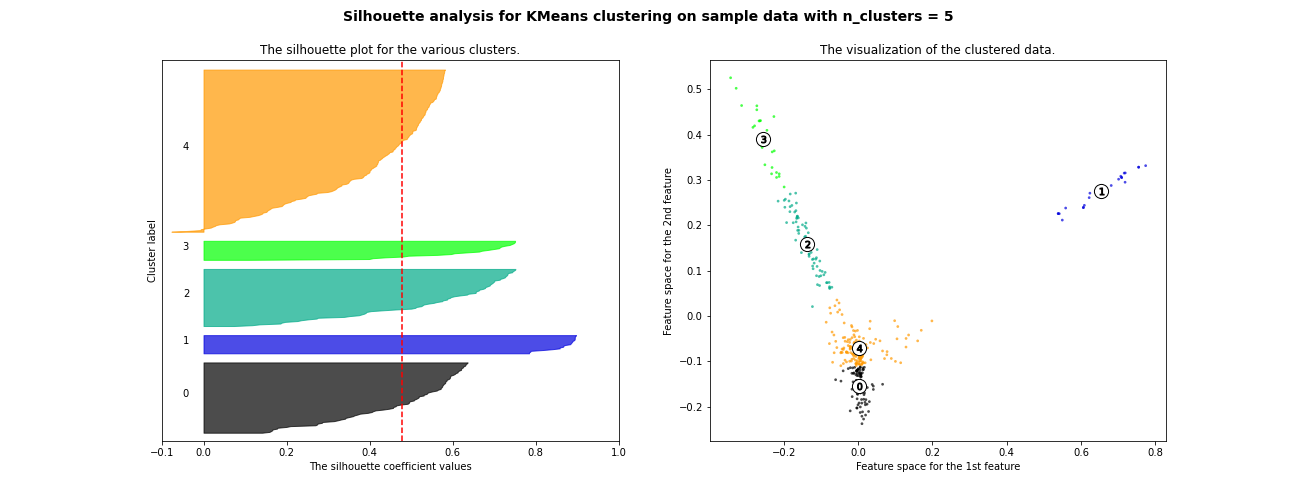 Silhouette analysis for KMeans clustering on sample data with n_clusters = 5
The silhouette plot for the various clusters.
Cluster label
4
3
2
1
0
−0.1 0.0 0.2 0.4 0.6 0.8 1.0
The silhouette coefficient values
The visualization of the clustered data.
Feature space for the 2nd feature
0.5
0.4
0.3
0.2
0.1
0.0
−0.1
−0.2
3
1
2
4
0
−0.2 0.0 0.2 0.4 0.6 0.8
Feature space for the 1st feature